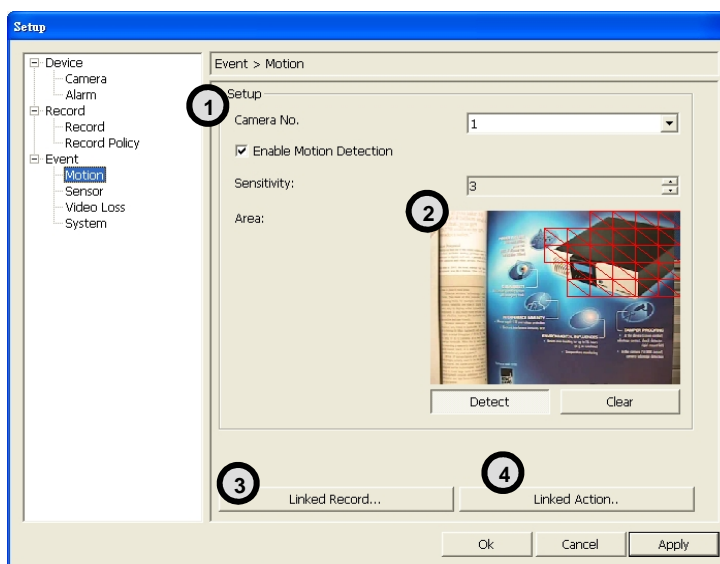 Setup
Device
Camera
Alarm
Record
Record
Record Policy
Event
Motion
Sensor
Video Loss
System
Event > Motion
Setup
1
Camera No.
1
Enable Motion Detection
Sensitivity:
3
2
Area:
Detect
Clear
3
Linked Record...
4
Linked Action..
Ok
Cancel
Apply